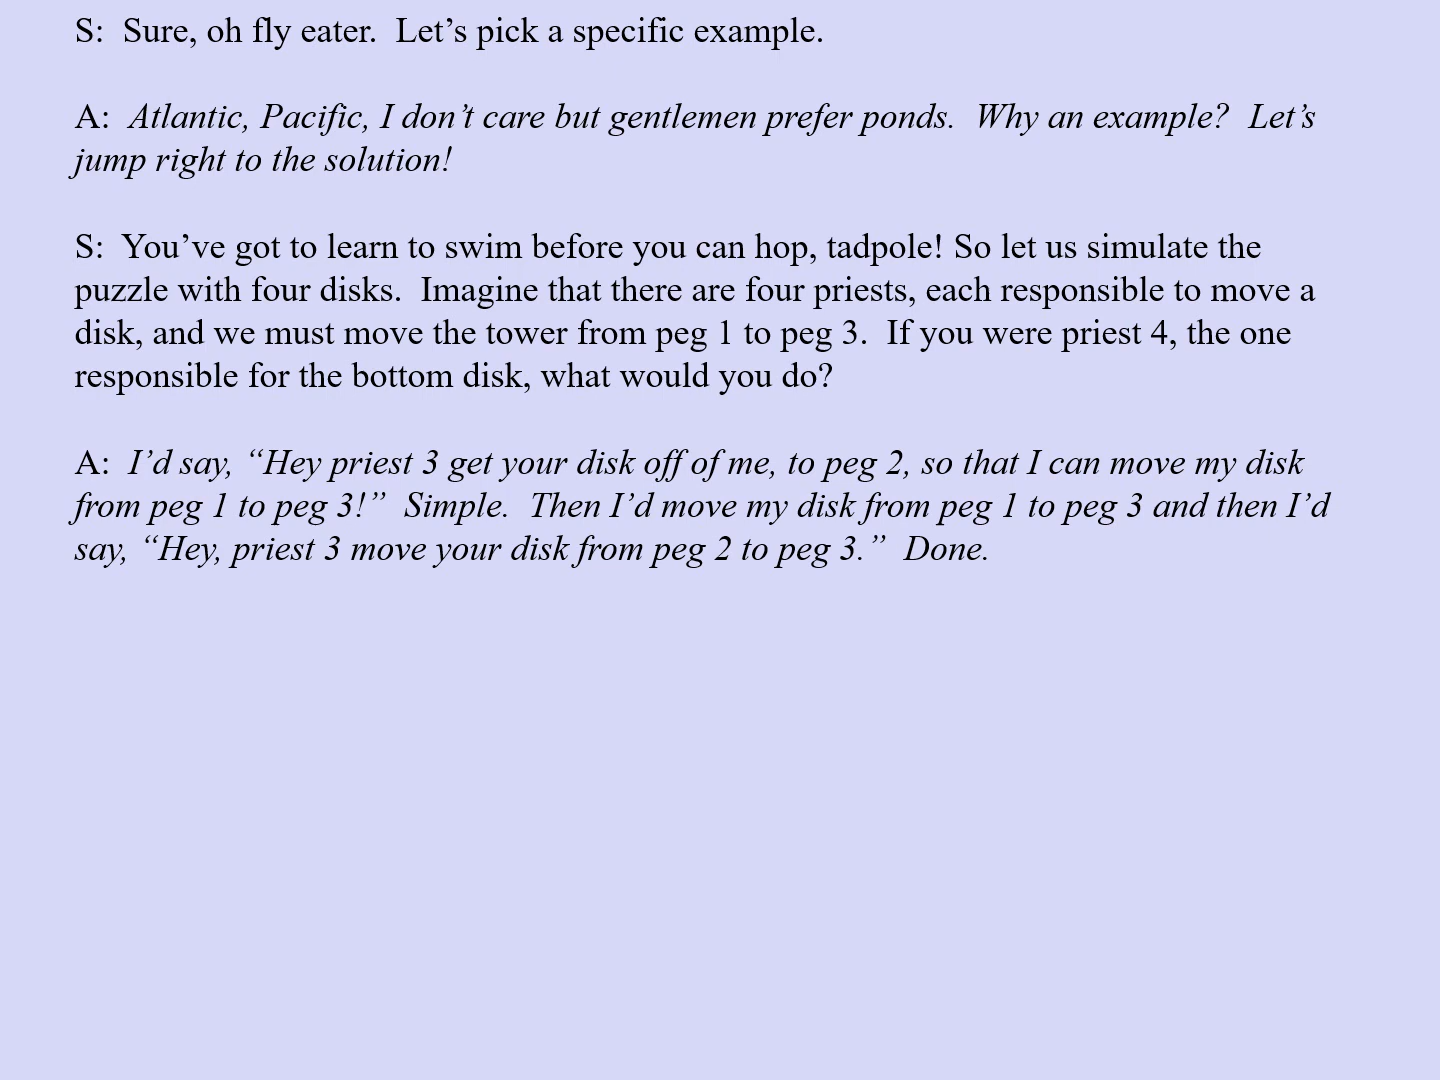 S:  Sure, oh fly eater.  Let’s pick a specific example.
A:  Atlantic, Pacific, I don’t care but gentlemen prefer ponds.  Why an example?  Let’s
jump right to the solution!
S:  You’ve got to learn to swim before you can hop, tadpole! So let us simulate the
puzzle with four disks.  Imagine that there are four priests, each responsible to move a
disk, and we must move the tower from peg 1 to peg 3.  If you were priest 4, the one
responsible for the bottom disk, what would you do?
A:  I’d say, “Hey priest 3 get your disk off of me, to peg 2, so that I can move my disk
from peg 1 to peg 3!”  Simple.  Then I’d move my disk from peg 1 to peg 3 and then I’d
say, “Hey, priest 3 move your disk from peg 2 to peg 3.”  Done.